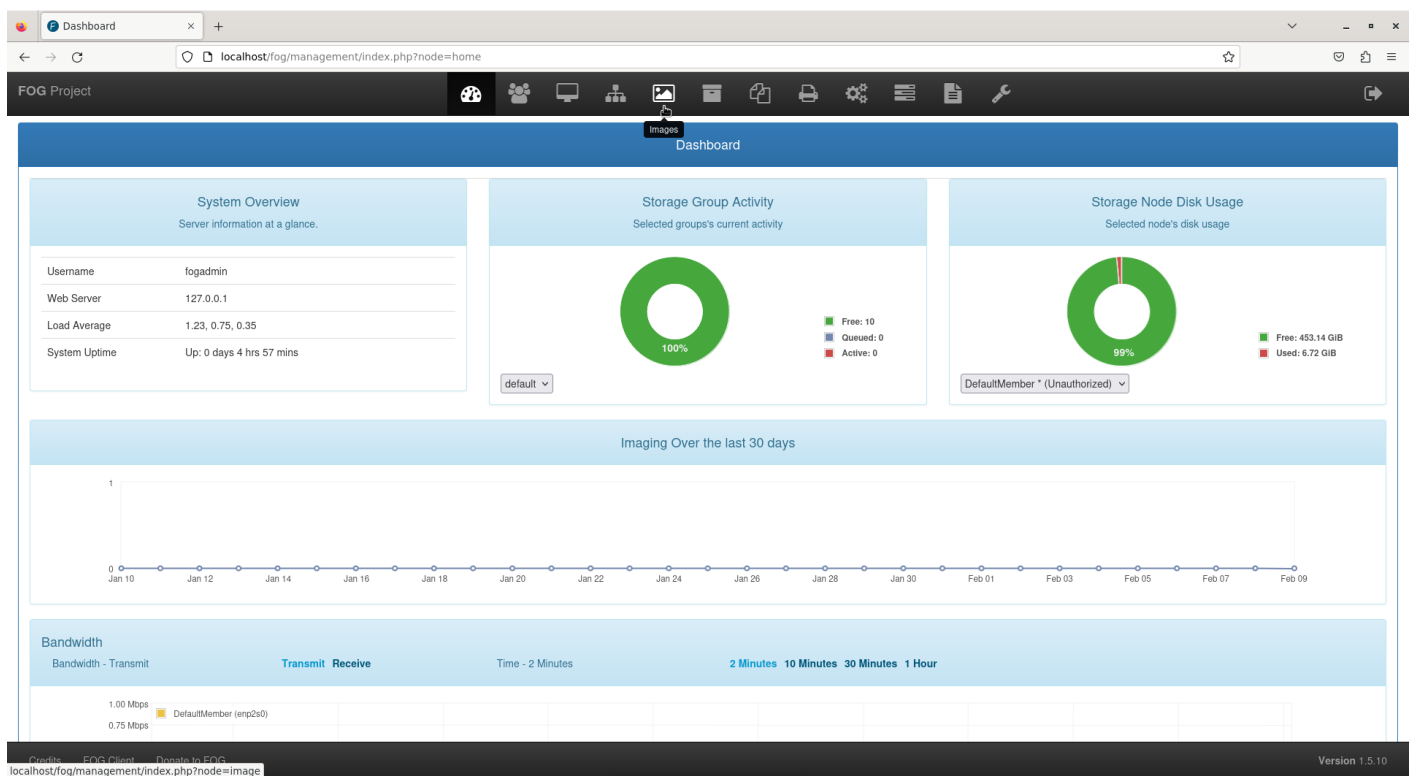 Dashboard
localhost/fog/management/index.php?node=home
FOG Project
Images
Dashboard
System Overview
Server information at a glance.
Username fogadmin
Web Server 127.0.0.1
Load Average 1.23, 0.75, 0.35
System Uptime Up: 0 days 4 hrs 57 mins
Storage Group Activity
Selected groups's current activity
100%
Free: 10
Queued: 0
Active: 0
default
Storage Node Disk Usage
Selected node's disk usage
99%
Free: 453.14 GiB
Used: 6.72 GiB
DefaultMember * (Unauthorized)
Imaging Over the last 30 days
1
0
Jan 10 Jan 12 Jan 14 Jan 16 Jan 18 Jan 20 Jan 22 Jan 24 Jan 26 Jan 28 Jan 30 Feb 01 Feb 03 Feb 05 Feb 07 Feb 09
Bandwidth
Bandwidth - Transmit Transmit Receive Time - 2 Minutes 2 Minutes 10 Minutes 30 Minutes 1 Hour
1.00 Mbps
DefaultMember (enp2s0)
0.75 Mbps
Credits FOG Client Donate to FOG Version 1.5.10
localhost/fog/management/index.php?node=image